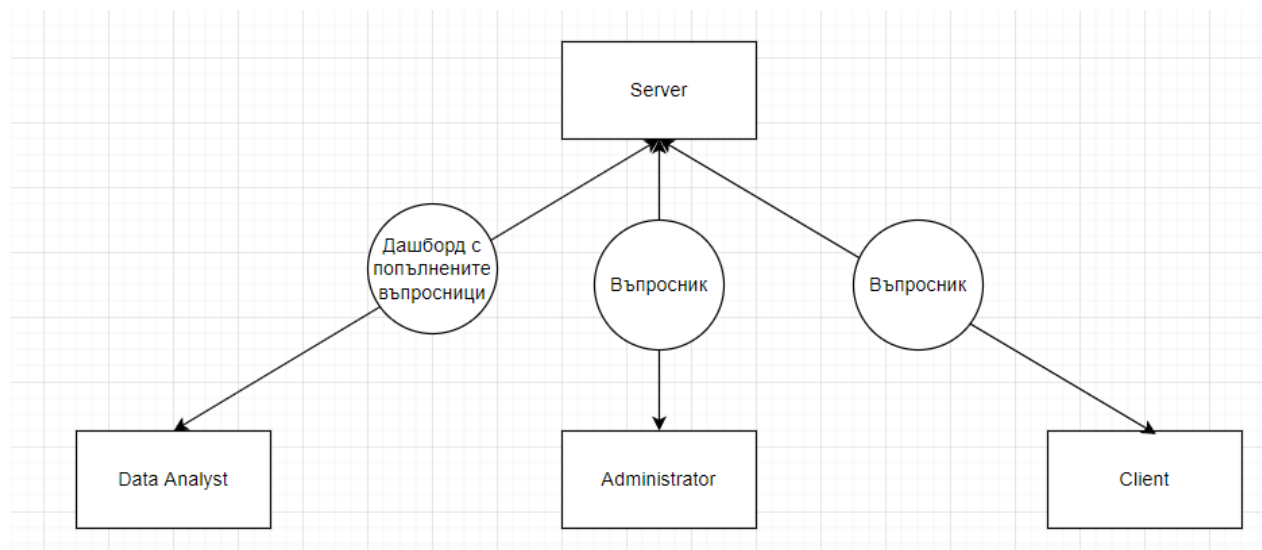 Server
Дашборд с
попълнените
въпросници
Въпросник
Въпросник
Data Analyst
Administrator
Client